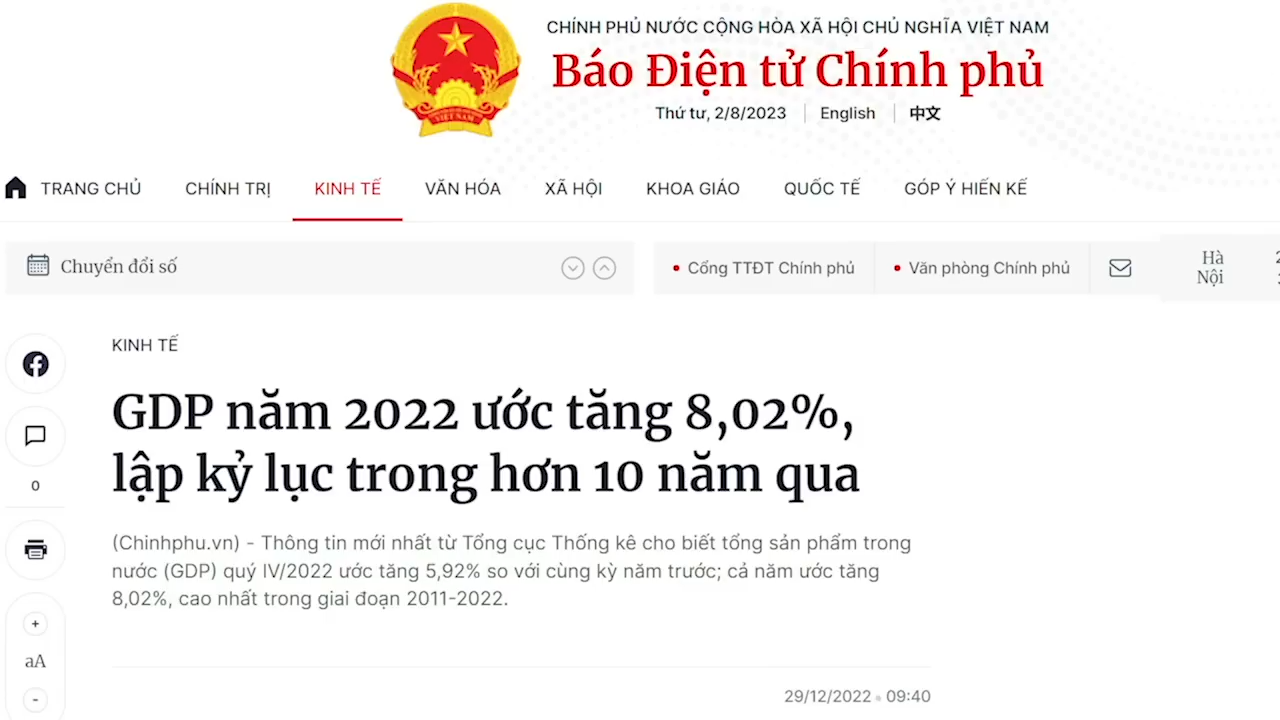 CHÍNH PHỦ NƯỚC CỘNG HÒA XÃ HỘI CHỦ NGHĨA VIỆT NAM
Báo Điện tử Chính phủ
Thứ tư, 2/8/2023 English 中文
VIỆT NAM
TRANG CHỦ CHÍNH TRỊ KINH TẾ VĂN HÓA XÃ HỘI KHOA GIÁO QUỐC TẾ GÓP Ý HIẾN KẾ
Chuyển đổi số
Cổng TTĐT Chính phủ Văn phòng Chính phủ
Hà
Nội
KINH TẾ
GDP năm 2022 ước tăng 8,02%,
lập kỷ lục trong hơn 10 năm qua
0
(Chinhphu.vn) - Thông tin mới nhất từ Tổng cục Thống kê cho biết tổng sản phẩm trong
nước (GDP) quý IV/2022 ước tăng 5,92% so với cùng kỳ năm trước; cả năm ước tăng
8,02%, cao nhất trong giai đoạn 2011-2022.
+
aA
-
29/12/2022 09:40